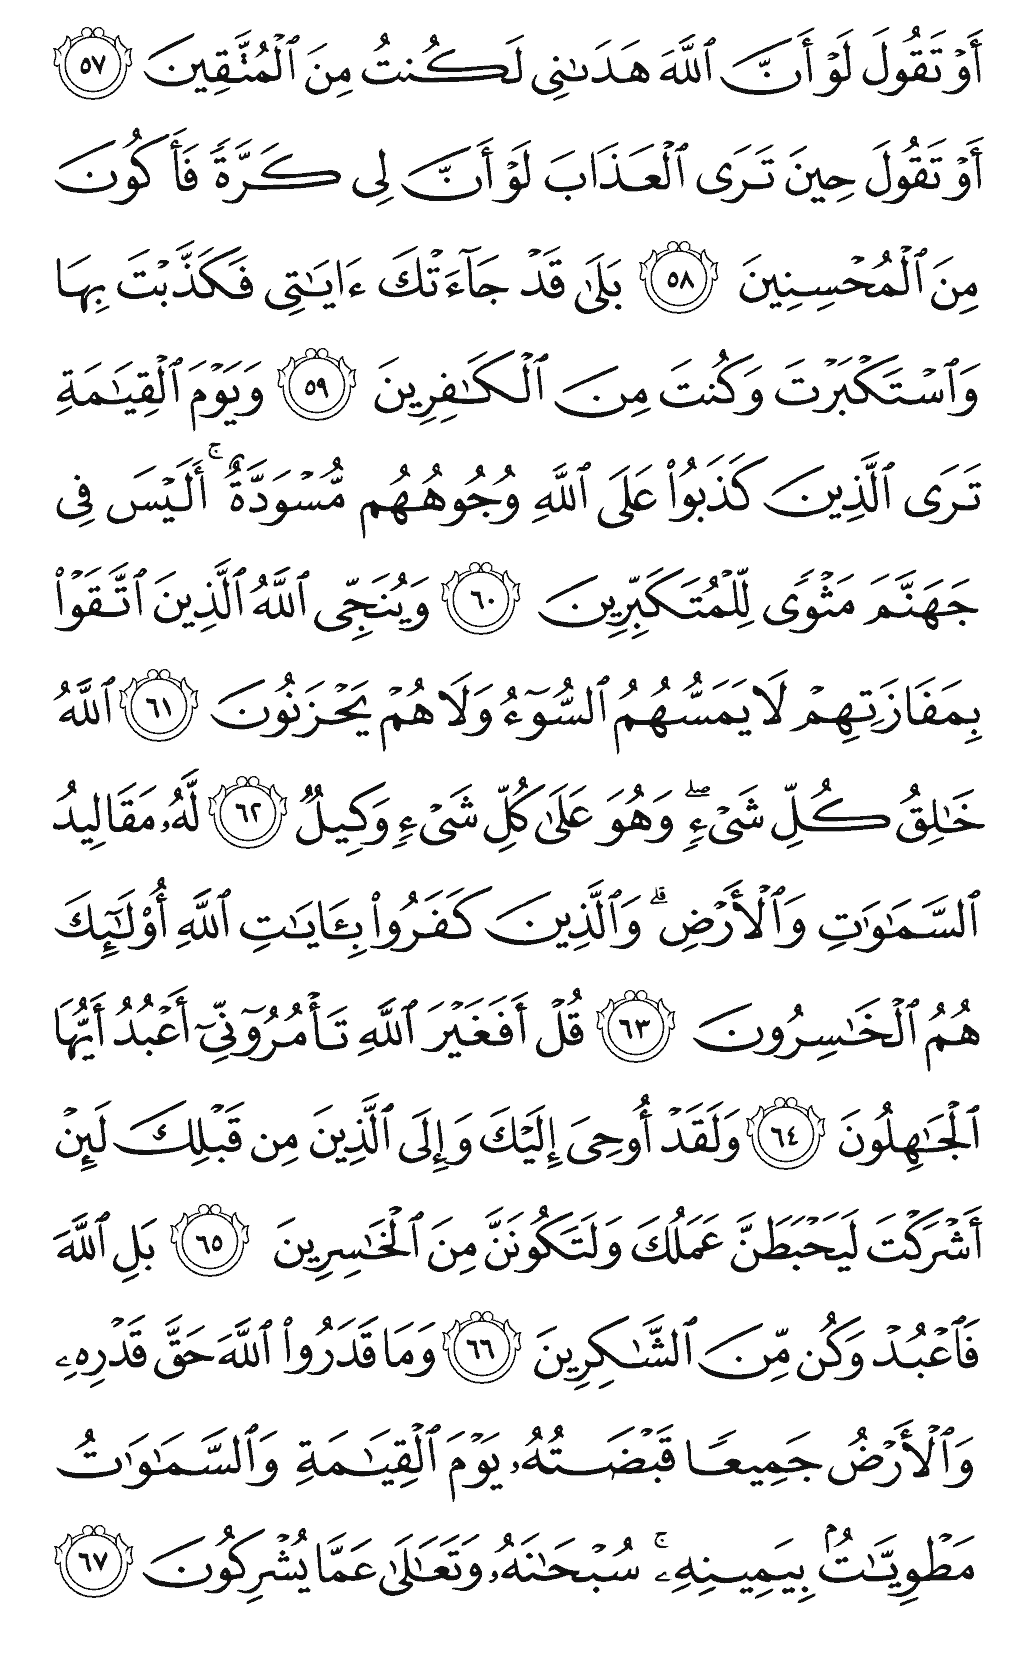 أَوۡ تَقُولَ لَوۡ أَنَّ ٱللَّهَ هَدَىٰنِي لَكُنتُ مِنَ ٱلۡمُتَّقِينَ ٥٧
أَوۡ تَقُولَ حِينَ تَرَى ٱلۡعَذَابَ لَوۡ أَنَّ لِي كَرَّةٗ فَأَكُونَ
مِنَ ٱلۡمُحۡسِنِينَ ٥٨ بَلَىٰ قَدۡ جَآءَتۡكَ ءَايَٰتِي فَكَذَّبۡتَ بِهَا
وَٱسۡتَكۡبَرۡتَ وَكُنتَ مِنَ ٱلۡكَٰفِرِينَ ٥٩ وَيَوۡمَ ٱلۡقِيَٰمَةِ
تَرَى ٱلَّذِينَ كَذَبُواْ عَلَى ٱللَّهِ وُجُوهُهُم مُّسۡوَدَّةٌۚ أَلَيۡسَ فِي
جَهَنَّمَ مَثۡوٗى لِّلۡمُتَكَبِّرِينَ ٦٠ وَيُنَجِّي ٱللَّهُ ٱلَّذِينَ ٱتَّقَوۡاْ
بِمَفَازَتِهِمۡ لَا يَمَسُّهُمُ ٱلسُّوٓءُ وَلَا هُمۡ يَحۡزَنُونَ ٦١ ٱللَّهُ
خَٰلِقُ كُلِّ شَيۡءٖۖ وَهُوَ عَلَىٰ كُلِّ شَيۡءٖ وَكِيلٞ ٦٢ لَّهُۥ مَقَالِيدُ
ٱلسَّمَٰوَٰتِ وَٱلۡأَرۡضِۗ وَٱلَّذِينَ كَفَرُواْ بِـَٔايَٰتِ ٱللَّهِ أُوْلَٰٓئِكَ
هُمُ ٱلۡخَٰسِرُونَ ٦٣ قُلۡ أَفَغَيۡرَ ٱللَّهِ تَأۡمُرُوٓنِّيٓ أَعۡبُدُ أَيُّهَا
ٱلۡجَٰهِلُونَ ٦٤ وَلَقَدۡ أُوحِيَ إِلَيۡكَ وَإِلَى ٱلَّذِينَ مِن قَبۡلِكَ لَئِنۡ
أَشۡرَكۡتَ لَيَحۡبَطَنَّ عَمَلُكَ وَلَتَكُونَنَّ مِنَ ٱلۡخَٰسِرِينَ ٦٥ بَلِ ٱللَّهَ
فَٱعۡبُدۡ وَكُن مِّنَ ٱلشَّٰكِرِينَ ٦٦ وَمَا قَدَرُواْ ٱللَّهَ حَقَّ قَدۡرِهِۦ
وَٱلۡأَرۡضُ جَمِيعٗا قَبۡضَتُهُۥ يَوۡمَ ٱلۡقِيَٰمَةِ وَٱلسَّمَٰوَٰتُ
مَطۡوِيَّٰتُۢ بِيَمِينِهِۦۚ سُبۡحَٰنَهُۥ وَتَعَٰلَىٰ عَمَّا يُشۡرِكُونَ ٦٧